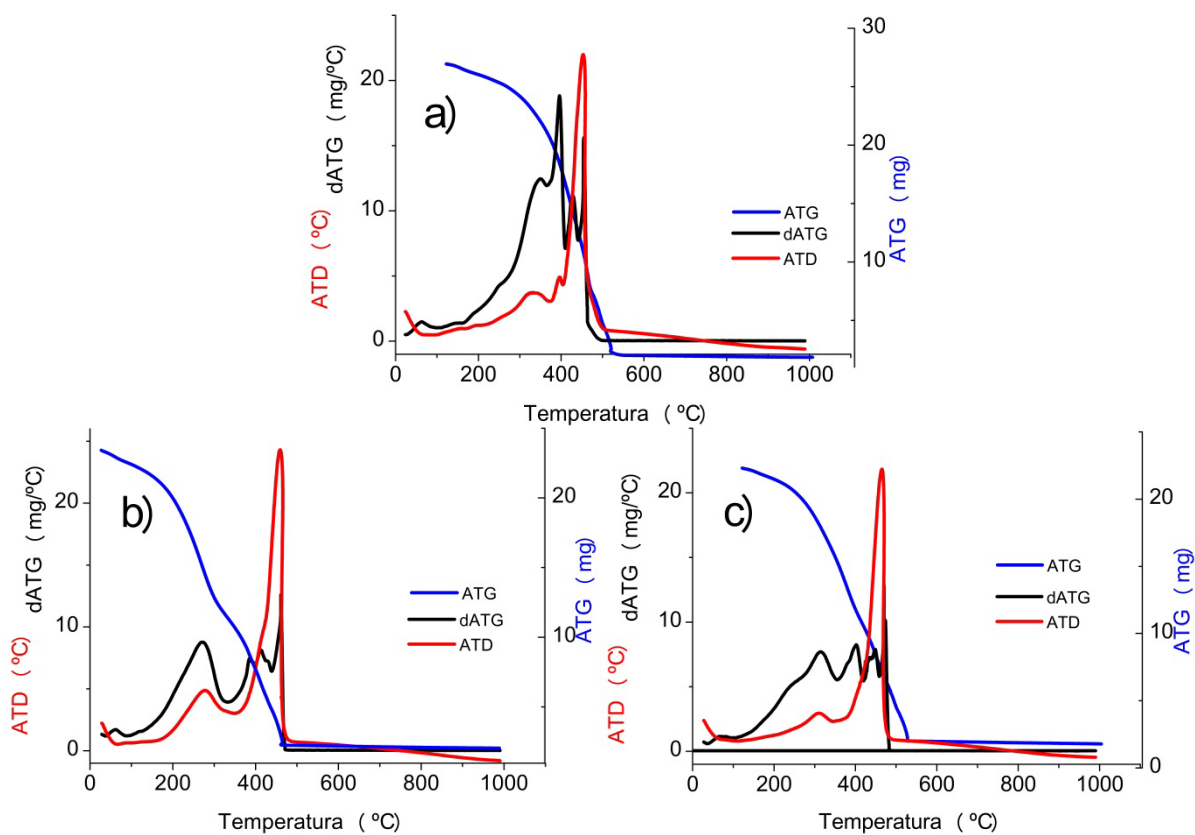 a)
dATG ( mg/ºC)
ATD ( ºC)
20
10
0
30
20
10
ATG ( mg)
ATG
dATG
ATD
0 200 400 600 800 1000
Temperatura ( ºC)
b)
dATG ( mg/ºC)
ATD ( ºC)
20
10
0
20
10
0
ATG ( mg)
ATG
dATG
ATD
0 200 400 600 800 1000
Temperatura ( ºC)
c)
dATG ( mg/ºC)
ATD ( ºC)
20
10
0
20
10
0
ATG ( mg)
ATG
dATG
ATD
0 200 400 600 800 1000
Temperatura ( ºC)